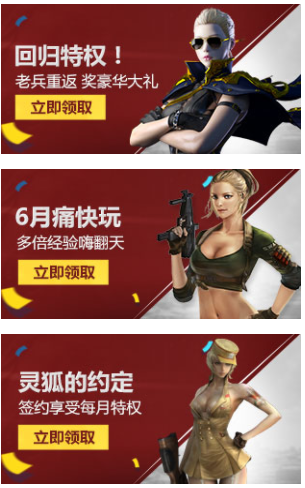 回归特权！
老兵重返 奖豪华大礼
立即领取
6月痛快玩
多倍经验嗨翻天
立即领取
灵狐的约定
签约享受每月特权
立即领取